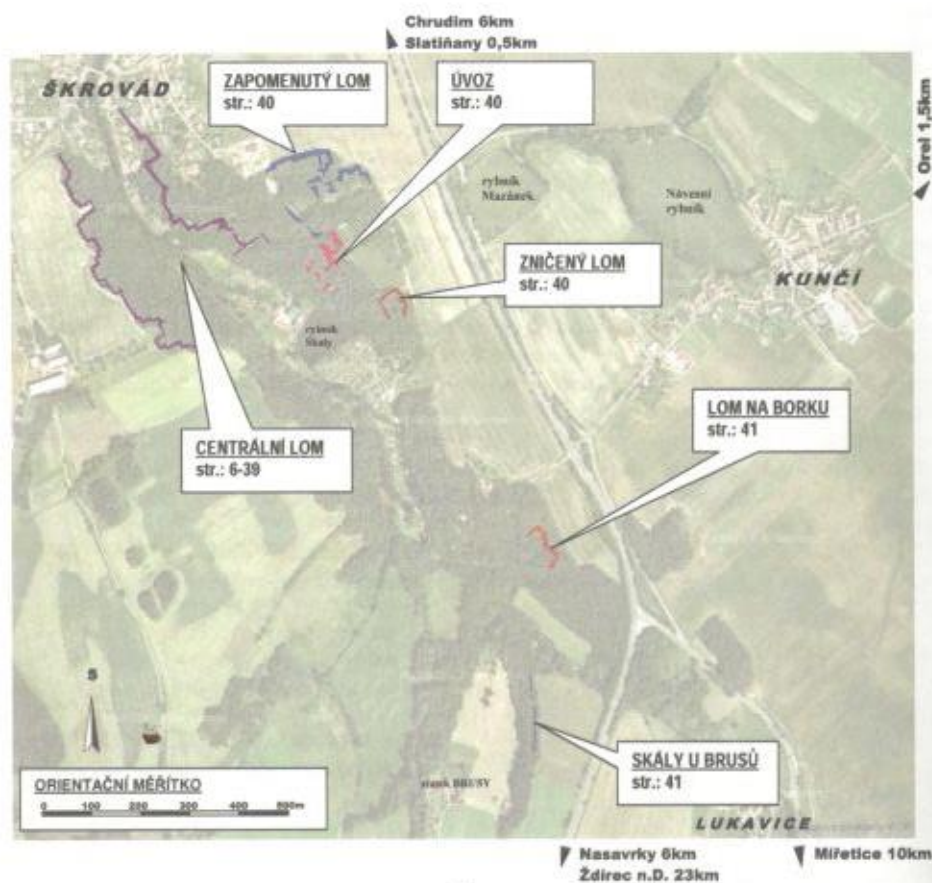 Chrudim 6km
Slatiňany 0,5km
ŠKROVÁD
ZAPOMENUTÝ LOM
str.: 40
ÚVOZ
str.: 40
Orel 1,5km
rybník
Mazánek
Návesní
rybník
ZNIČENÝ LOM
str.: 40
KUNČÍ
rybník
Skály
LOM NA BORKU
str.: 41
CENTRÁLNÍ LOM
str.: 6-39
S
SKÁLY U BRUSŮ
str.: 41
ORIENTAČNÍ MĚŘÍTKO
0 100 200 300 400 500m
statek BRUSY
LUKAVICE
Nasavrky 6km
Ždírec n.D. 23km
Miřetice 10km